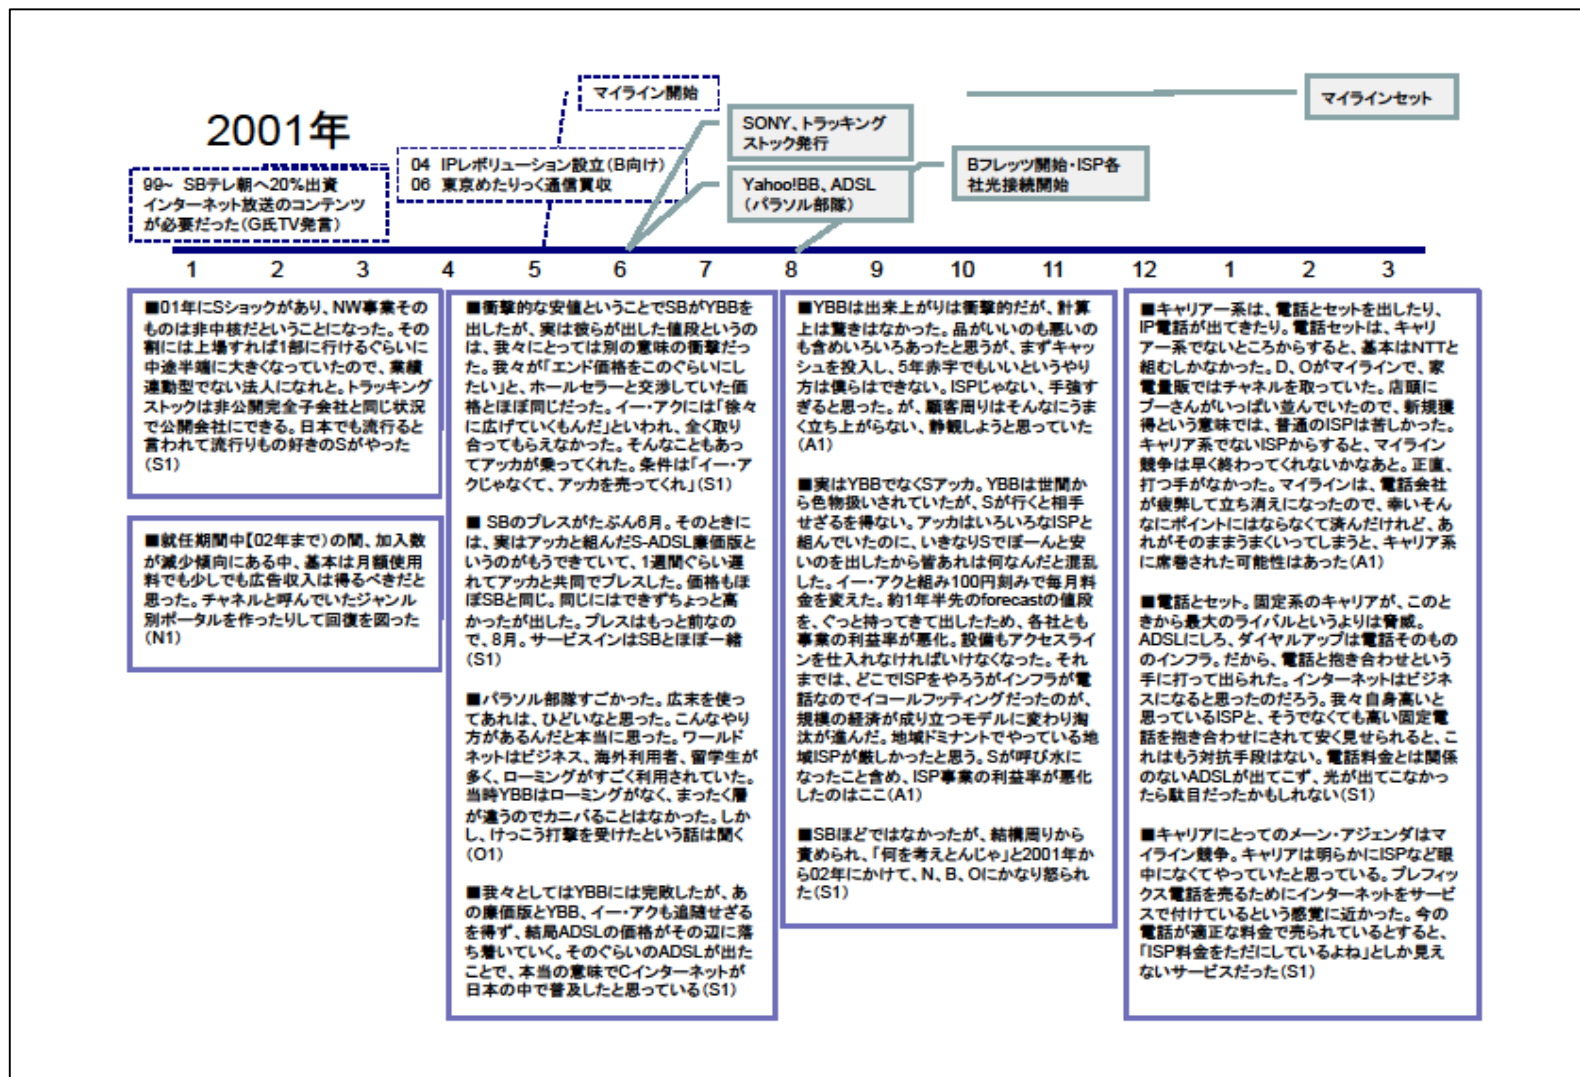 2001年
マイライン開始
マイラインセット
SONY、トラッキング
ストック発行
04 IPレボリューション設立(B向け)
06 東京めたりっく通信買収
Bフレッツ開始・ISP各
社光接続開始
99~ SBテレ朝へ20%出資
インターネット放送のコンテンツ
が必要だった(G氏TV発言)
Yahoo!BB、ADSL
(パラソル部隊)
1 2 3 4 5 6 7 8 9 10 11 12 1 2 3
■01年にSショックがあり、NW事業そ
のものは非中核だということになった。その
割には上場すれば1部に行けるぐらいに
中途半端に大きくなっていたので、業績
連動型でない法人になれと。トラッキング
ストックは非公開完全子会社と同じ状況
で公開会社にできる。日本でも流行ると
言われて流行りもの好きのSがやった
(S1)
■就任期間中【02年まで)の間、加入数
が減少傾向にある中、基本は月額使用
料でも少しでも広告収入は得るべきだと
思った。チャネルと呼んでいたジャンル
別ポータルを作ったりして回復を図った
(N1)
■衝撃的な安値ということでSBがYBBを
出したが、実は彼らが出した値段というの
は、我々にとっては別の意味の衝撃だっ
た。我々が「エンド価格をこのぐらいにし
たい」と、ホールセラーと交渉していた価
格とほぼ同じだった。イー・アクには「徐々
に広げていくもんだ」といわれ、全く取り
合ってもらえなかった。そんなこともあっ
てアッカが乗ってくれた。条件は「イー・ア
クじゃなくて、アッカを売ってくれ」(S1)
■ SBのプレスがたぶん6月。そのときに
は、実はアッカと組んだS-ADSL廉価版と
いうのがもうできていて、1週間ぐらい遅
れてアッカと共同でプレスした。価格もほ
ぼSBと同じ。同じにはできずちょっと高
かったが出した。プレスはもっと前なの
で、8月。サービスインはSBとほぼ一緒
(S1)
■パラソル部隊すごかった。広末を使っ
てあれは、ひどいなと思った。こんなやり
方があるんだと本当に思った。ワールド
ネットはビジネス、海外利用者、留学生が
多く、ローミングがすごく利用されていた。
当時YBBはローミングがなく、まったく層
が違うのでカニバることはなかった。しか
し、けっこう打撃を受けたという話は聞く
(O1)
■我々としてはYBBには完敗したが、あ
の廉価版とYBB、イー・アクも追随せざる
を得ず、結局ADSLの価格がその辺に落
ち着いていく。そのぐらいのADSLが出た
ことで、本当の意味でCインターネットが
日本の中で普及したと思っている(S1)
■YBBは出来上がりは衝撃的だが、計算
上は驚きはなかった。品がいいのも悪いの
も含めいろいろあったと思うが、まずキャッ
シュを投入し、5年赤字でもいいというやり
方は僕らはできない。ISPじゃない、手強す
ぎると思った。が、顧客周りはそんなにうま
く立ち上がらない、静観しようと思っていた
(A1)
■実はYBBでなくSアッカ。YBBは世間か
ら色物扱いされていたが、Sが行くと相手
せざるを得ない。アッカはいろいろなISPと
組んでいたのに、いきなりSでぼーんと安
いのを出したから皆あれは何なんだと混乱
した。イー・アクと組み100円刻みで毎月料
金を変えた。約1年半先のforecastの値段
を、ぐっと持ってきて出したため、各社とも
事業の利益率が悪化。設備もアクセスライ
ンを仕入れなければいけなくなった。それ
までは、どこでISPをやろうがインフラが電
話なのでイコールフッティングだったのが、
規模の経済が成り立つモデルに変わり淘
汰が進んだ。地域ドミナントでやっている地
域ISPが厳しかったと思う。Sが呼び水に
なったこと含め、ISP事業の利益率が悪化
したのはここ(A1)
■SBほどではなかったが、結構周りから
責められ、「何を考えとんじゃ」と2001年か
ら02年にかけて、N、B、Oにかなり怒られ
た(S1)
■キャリアー系は、電話とセットを出したり、
IP電話が出てきたり。電話セットは、キャリ
アー系でないところからすると、基本はNTTと
組むしかなかった。D、Oがマイラインで、家
電量販ではチャネルを取っていた。店頭に
プーさんがいっぱい並んでいたので、新規獲
得という意味では、普通のISPは苦しかった。
キャリア系でないISPからすると、マイライン
競争は早く終わってくれないかなあと。正直、
打つ手がなかった。マイラインは、電話会社
が疲弊して立ち消えになったので、幸いそん
なにポイントにはならなくて済んだけれど、あ
れがそのままうまくいってしまうと、キャリア系
に席巻された可能性はあった(A1)
■電話とセット。固定系のキャリアが、このと
きから最大のライバルというよりは脅威。
ADSLにしろ、ダイヤルアップは電話そのもの
のインフラ。だから、電話と抱き合わせという
手に打って出られた。インターネットはビジネ
スになると思ったのだろう。我々自身高いと
思っているISPと、そうでなくても高い固定電
話を抱き合わせにされて安く見せられると、こ
れはもう対抗手段はない。電話料金とは関係
のないADSLが出てこず、光が出てこなかっ
たら駄目だったかもしれない(S1)
■キャリアにとってのメーン・アジェンダはマ
イライン競争。キャリアは明らかにISPなど眼
中になくてやっていたと思っている。プレフィ
ックス電話を売るためにインターネットをサービ
スで付けているという感覚に近かった。今の
電話が適正な料金で売られているとすると、
「ISP料金をただにしているよね」としか見え
ないサービスだった(S1)